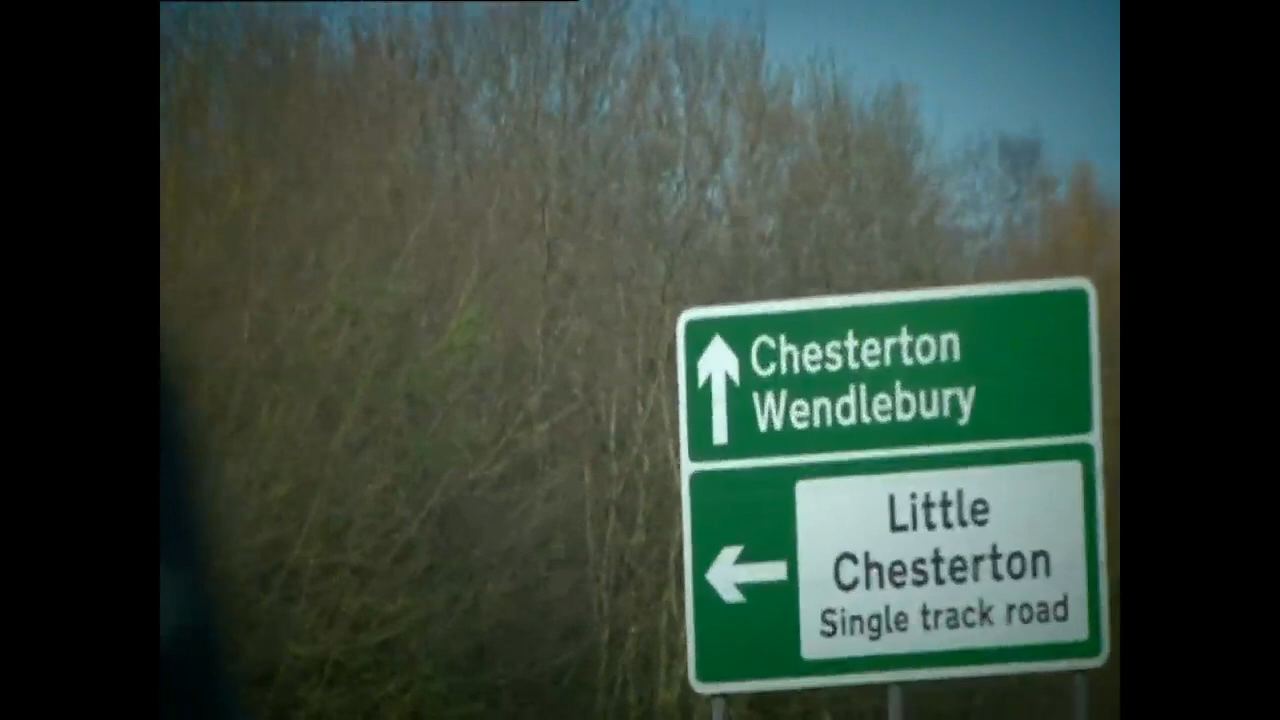 Chesterton
Wendlebury
Little
Chesterton
Single track road